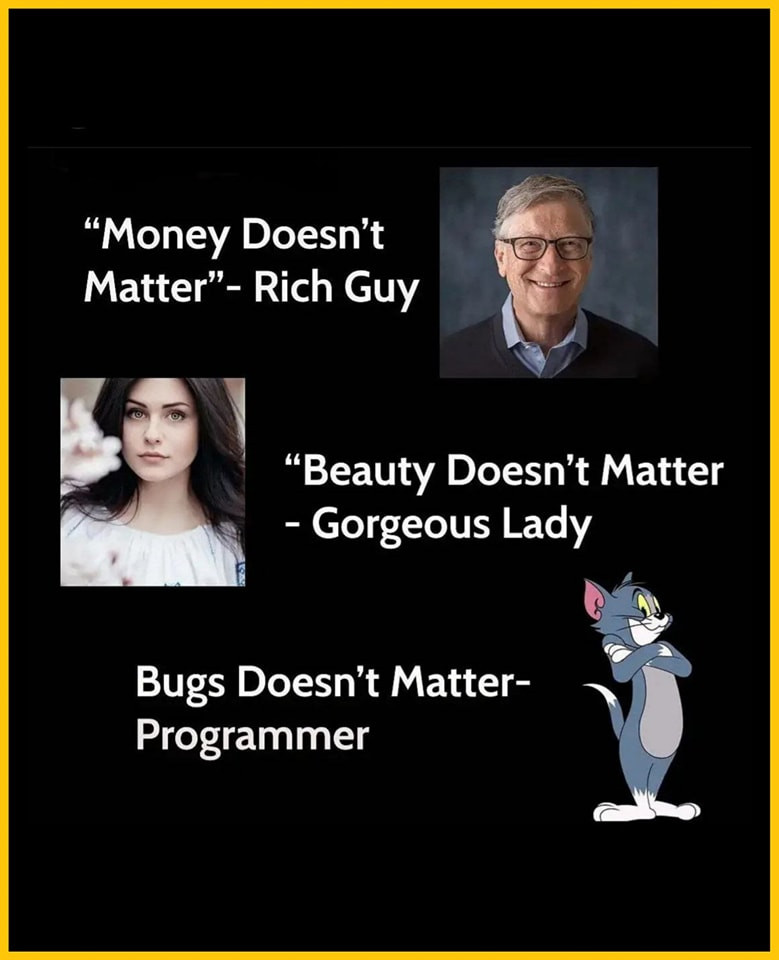 “Money Doesn’t
Matter”- Rich Guy
“Beauty Doesn’t Matter
- Gorgeous Lady
Bugs Doesn’t Matter-
Programmer